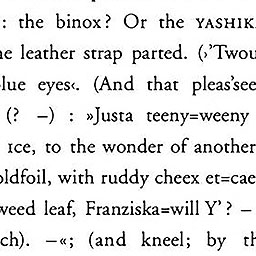 : the binox? Or the YASHIK
e leather strap parted. (›'Twou
lue eyes‹. (And that pleas'see
(? –) : »Justa teeny=weeny
ICE, to the wonder of another
oldfoil, with ruddy cheex et=cae
weed leaf, Franziska=will Y'? –
ch). –«; (and kneel; by th